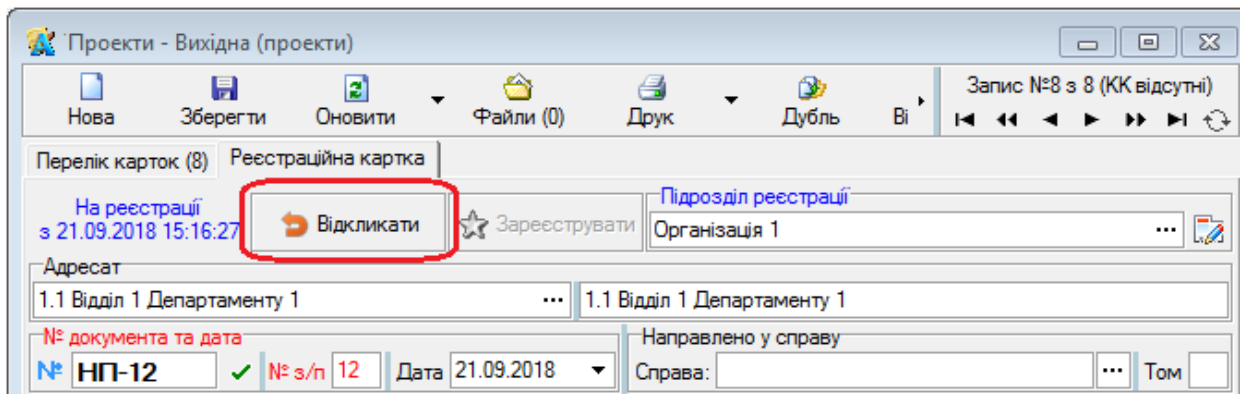 Проекти - Вихідна (проекти)
Нова Зберегти Оновити Файли (0) Друк Дубль Ві Запис №8 з 8 (КК відсутні)
Перелік карток (8) Реєстраційна картка
На реєстрації
з 21.09.2018 15:16:27
Відкликати
Зареєструвати
Підрозділ реєстрації
Організація 1 ...
Адресат
1.1 Відділ 1 Департаменту 1 ... 1.1 Відділ 1 Департаменту 1
№ документа та дата
№ НП-12 № з/п 12 Дата 21.09.2018
Направлено у справу
Справа: ... Том